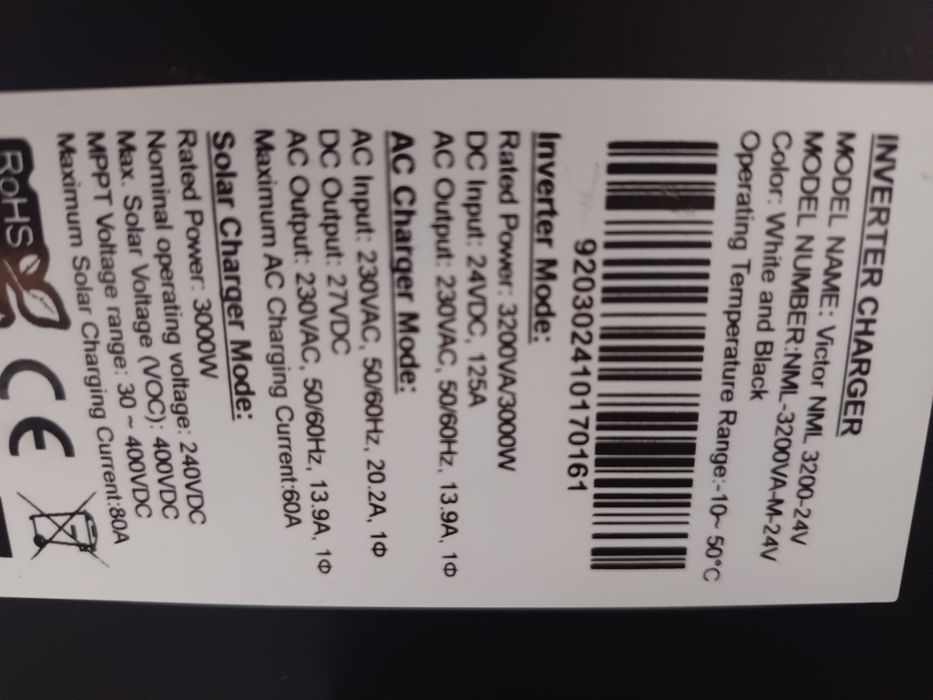 INVERTER CHARGER
MODEL NAME: Victor NML 3200-24V
MODEL NUMBER:NML-3200VA-M-24V
Color: White and Black
Operating Temperature Range:-10~ 50°C
920302410170161
Inverter Mode:
Rated Power: 3200VA/3000W
DC Input: 24VDC, 125A
AC Output: 230VAC, 50/60Hz, 13.9A, 1Φ
AC Charger Mode:
AC Input: 230VAC, 50/60Hz, 20.2A, 1Φ
DC Output: 27VDC
AC Output: 230VAC, 50/60Hz, 13.9A, 1Φ
Maximum AC Charging Current:60A
Solar Charger Mode:
Rated Power: 3000W
Nominal operating voltage: 240VDC
Max. Solar Voltage (VOC): 400VDC
MPPT Voltage range: 30 ~ 400VDC
Maximum Solar Charging Current:80A
RoHS CE